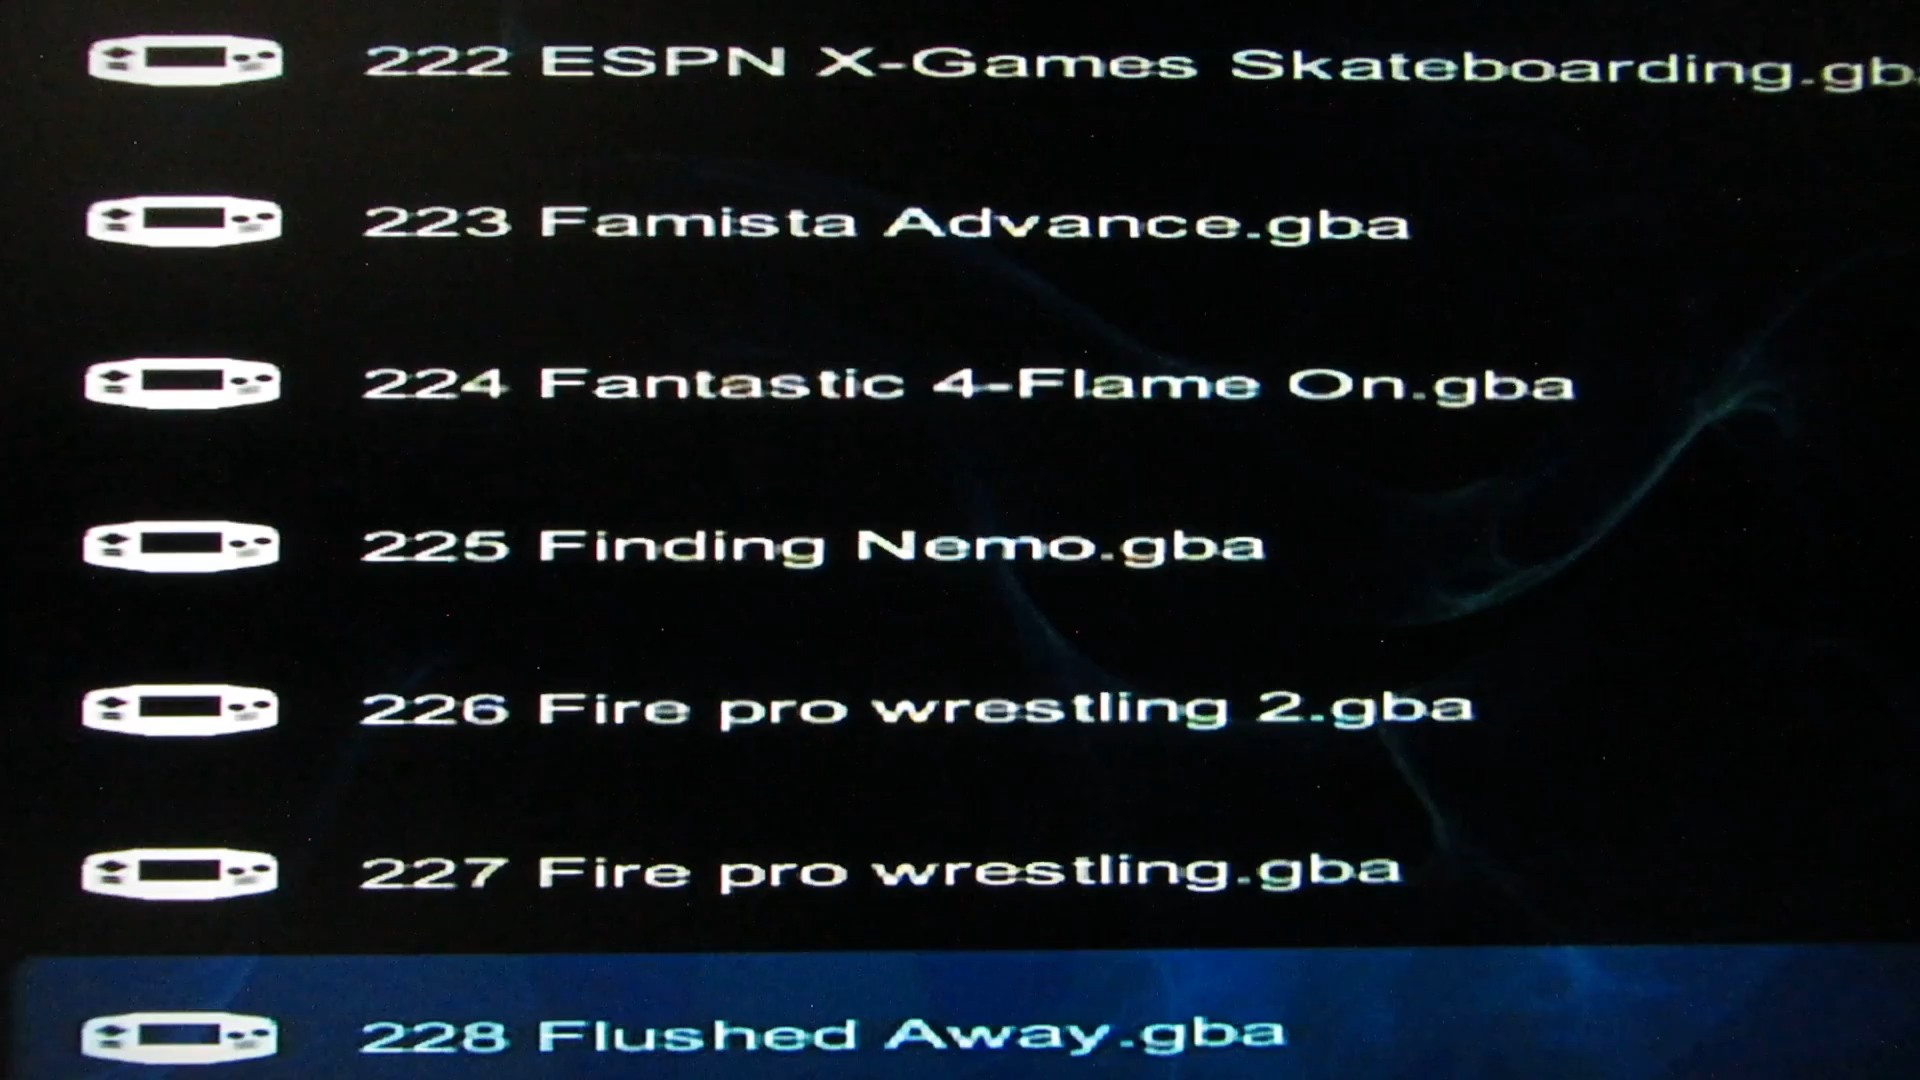 222 ESPN X-Games Skateboarding.gb
223 Famista Advance.gba
224 Fantastic 4-Flame On.gba
225 Finding Nemo.gba
226 Fire pro wrestling 2.gba
227 Fire pro wrestling.gba
228 Flushed Away.gba